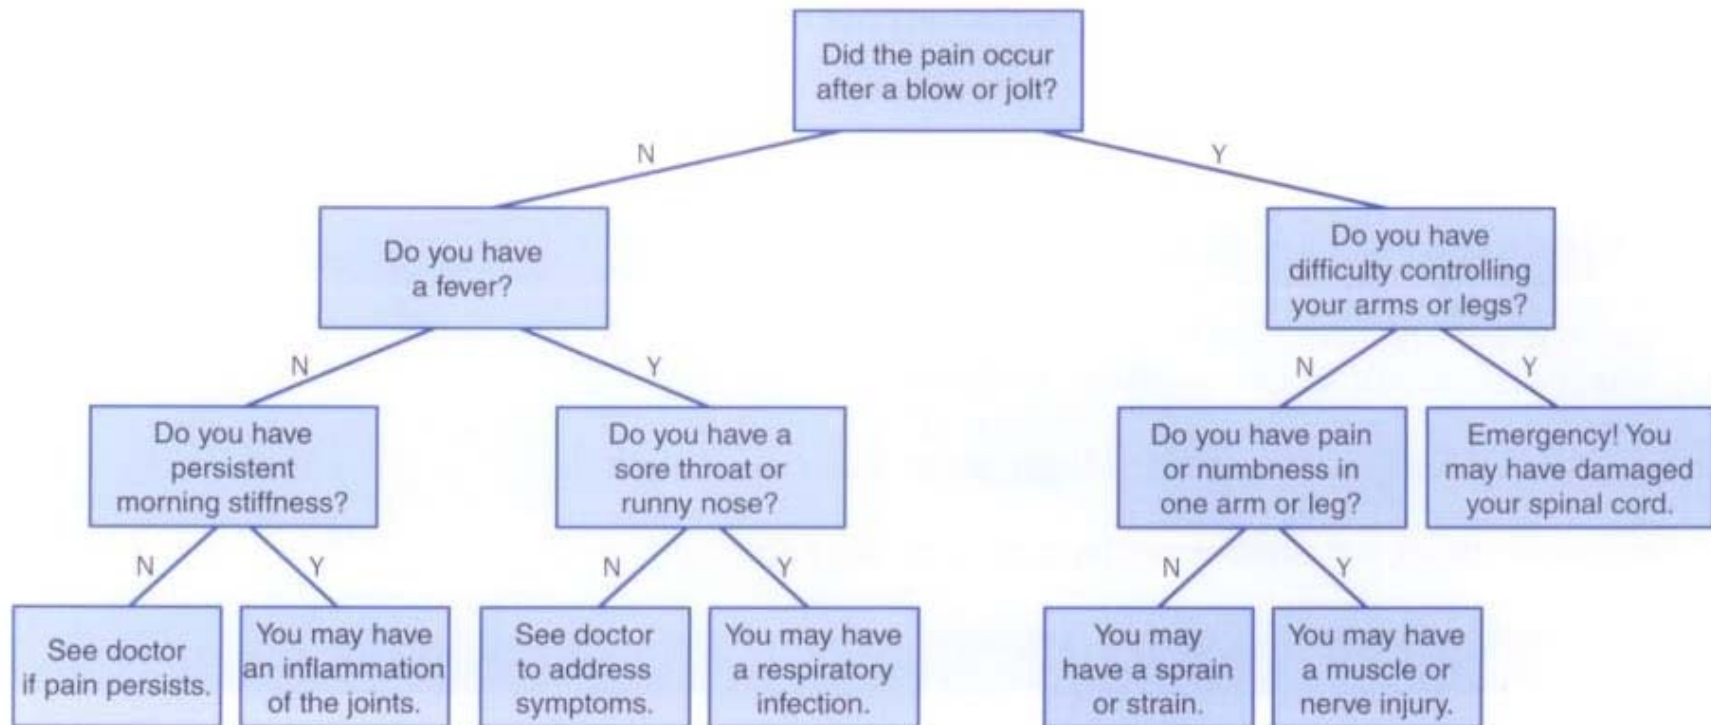 Did the pain occur
after a blow or jolt?
N
Y
Do you have
a fever?
Do you have
difficulty controlling
your arms or legs?
N
Y
N
Y
Do you have
persistent
morning stiffness?
Do you have a
sore throat or
runny nose?
Do you have pain
or numbness in
one arm or leg?
Emergency! You
may have damaged
your spinal cord.
N
Y
N
Y
N
Y
See doctor
if pain persists.
You may have
an inflammation
of the joints.
See doctor
to address
symptoms.
You may have
a respiratory
infection.
You may
have a sprain
or strain.
You may have
a muscle or
nerve injury.